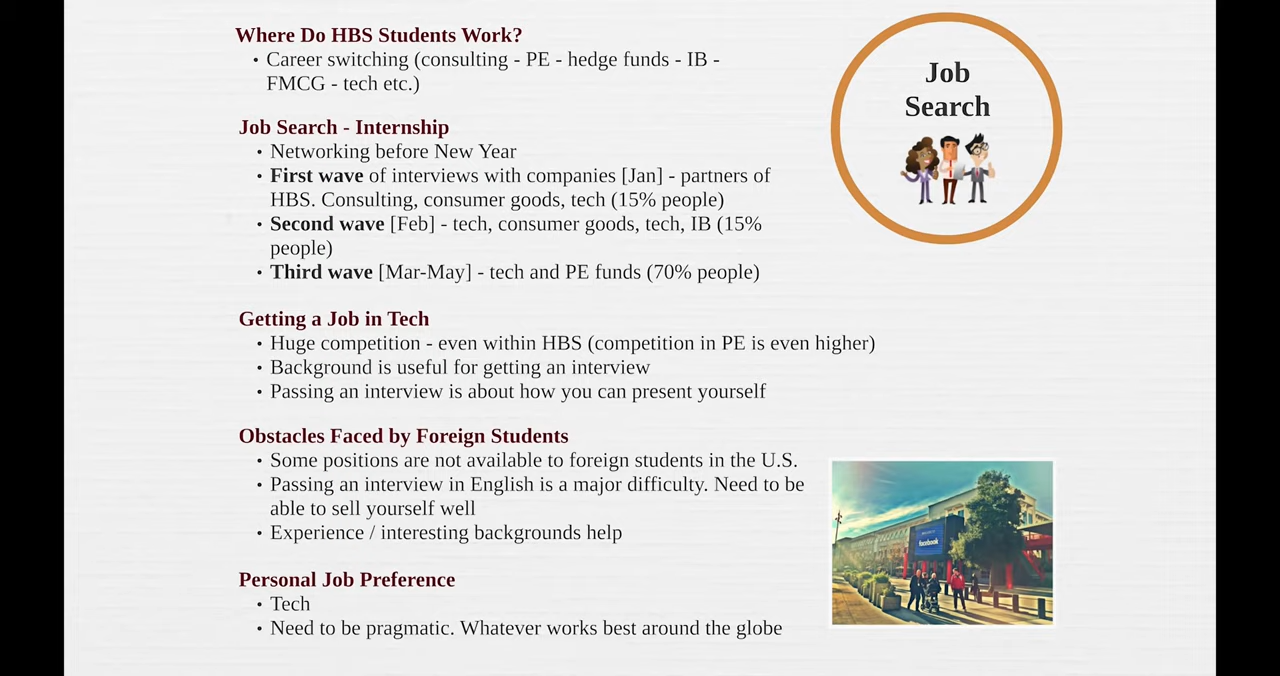 Where Do HBS Students Work?
• Career switching (consulting - PE - hedge funds - IB -
FMCG - tech etc.)
Job Search - Internship
• Networking before New Year
• First wave of interviews with companies [Jan] - partners of
HBS. Consulting, consumer goods, tech (15% people)
• Second wave [Feb] - tech, consumer goods, tech, IB (15%
people)
• Third wave [Mar-May] - tech and PE funds (70% people)
Getting a Job in Tech
• Huge competition - even within HBS (competition in PE is even higher)
• Background is useful for getting an interview
• Passing an interview is about how you can present yourself
Obstacles Faced by Foreign Students
• Some positions are not available to foreign students in the U.S.
• Passing an interview in English is a major difficulty. Need to be
able to sell yourself well
• Experience / interesting backgrounds help
Personal Job Preference
• Tech
• Need to be pragmatic. Whatever works best around the globe
Job
Search
facebook